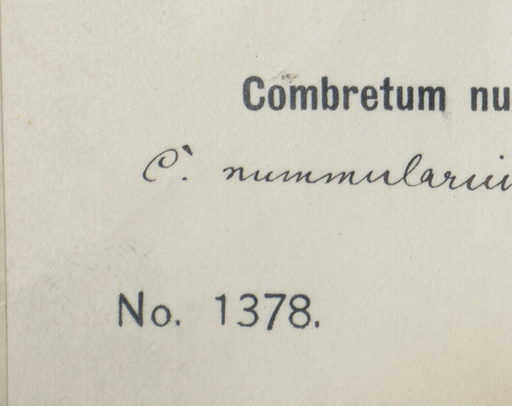 Combretum nu
C. nummularii
No. 1378.